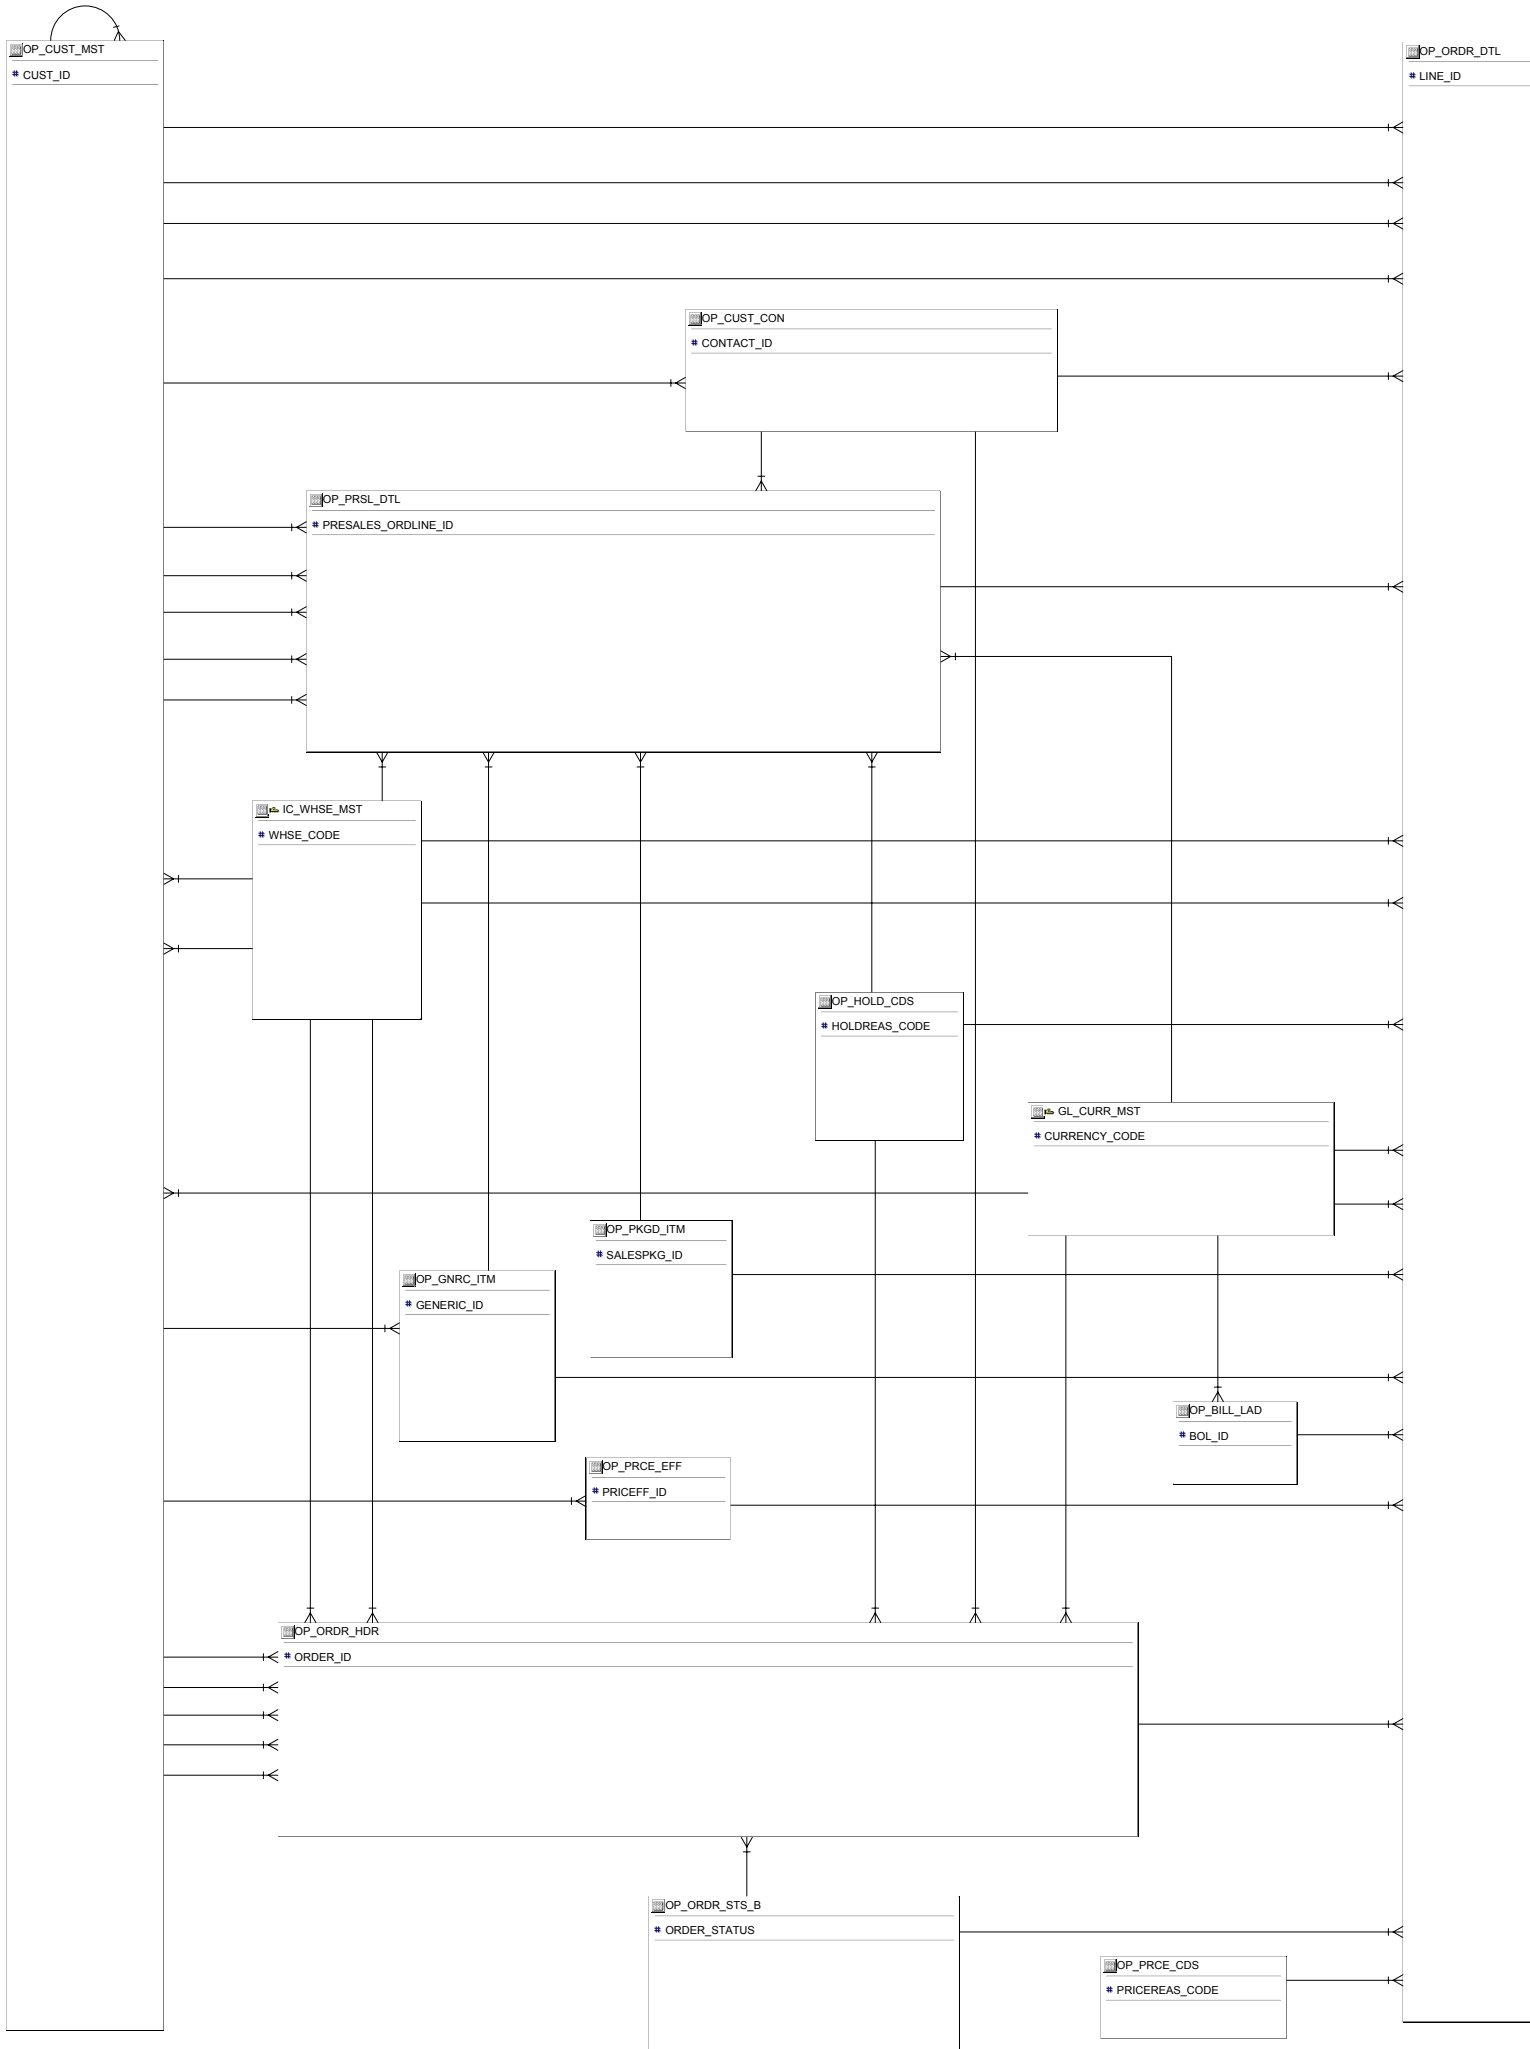 OP_CUST_MST
# CUST_ID
OP_ORDR_DTL
# LINE_ID
OP_CUST_CON
# CONTACT_ID
OP_PRSL_DTL
# PRESALES_ORDLINE_ID
IC_WHSE_MST
# WHSE_CODE
OP_HOLD_CDS
# HOLDREAS_CODE
GL_CURR_MST
# CURRENCY_CODE
OP_PKGD_ITM
# SALESPKG_ID
OP_GNRC_ITM
# GENERIC_ID
OP_BILL_LAD
# BOL_ID
OP_PRCE_EFF
# PRICEFF_ID
OP_ORDR_HDR
# ORDER_ID
OP_ORDR_STS_B
# ORDER_STATUS
OP_PRCE_CDS
# PRICEREAS_CODE